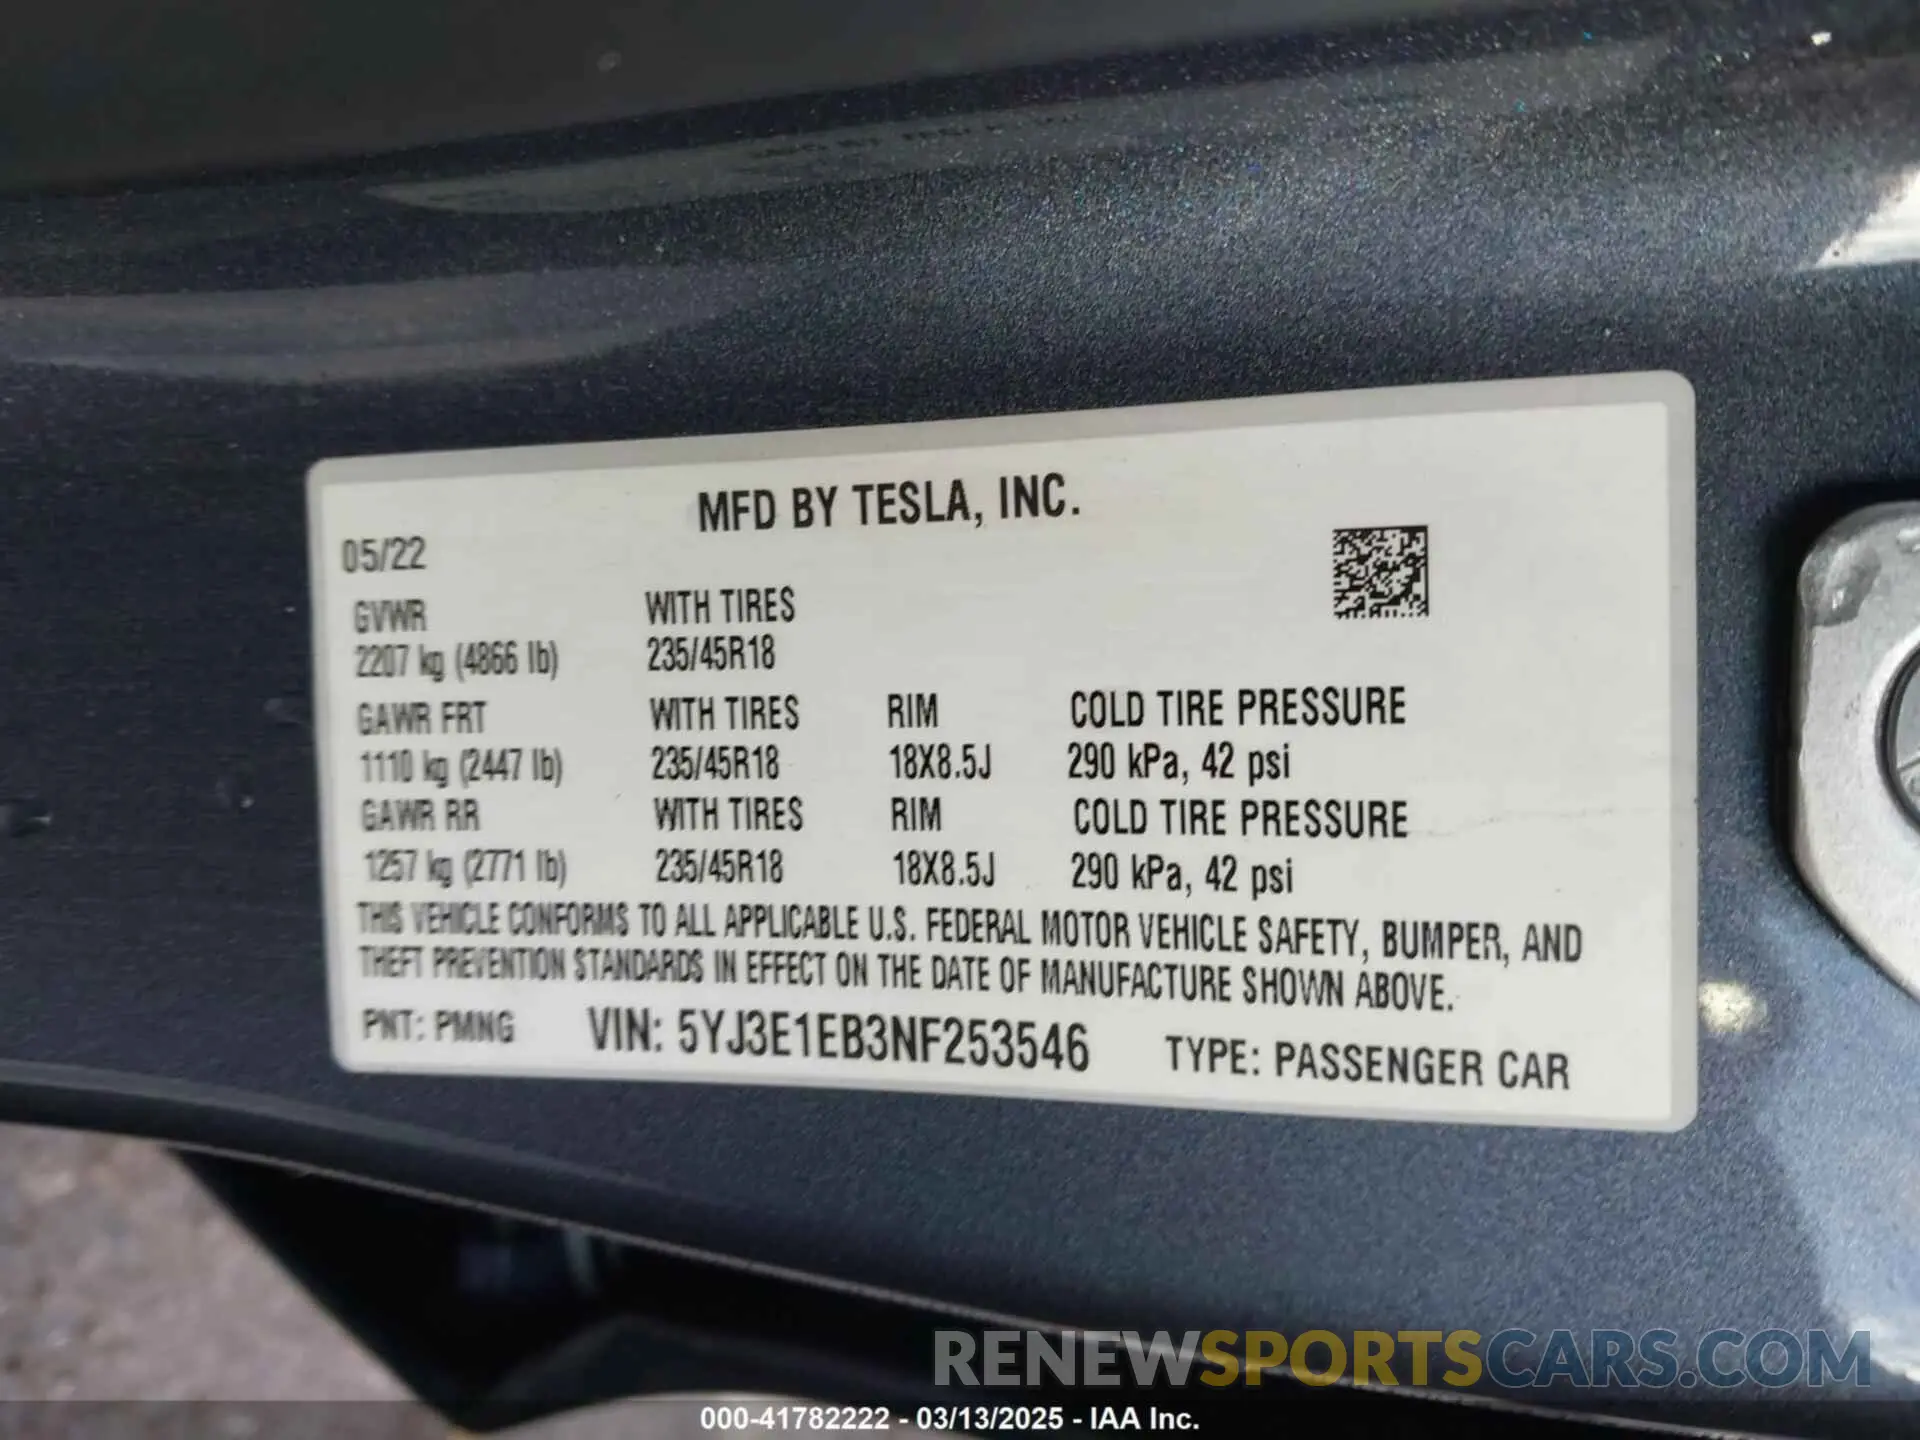 MFD BY TESLA, INC.
05/22
GVWR WITH TIRES
2207 kg (4866 lb) 235/45R18
GAWR FRT WITH TIRES RIM COLD TIRE PRESSURE
1110 kg (2447 lb) 235/45R18 18X8.5J 290 kPa, 42 psi
GAWR RR WITH TIRES RIM COLD TIRE PRESSURE
1257 kg (2771 lb) 235/45R18 18X8.5J 290 kPa, 42 psi
THIS VEHICLE CONFORMS TO ALL APPLICABLE U.S. FEDERAL MOTOR VEHICLE SAFETY, BUMPER, AND
THEFT PREVENTION STANDARDS IN EFFECT ON THE DATE OF MANUFACTURE SHOWN ABOVE.
PNT: PMNG VIN: 5YJ3E1EB3NF253546 TYPE: PASSENGER CAR
RENEWSPORTSCARS.COM
000-41782222 - 03/13/2025 - IAA Inc.